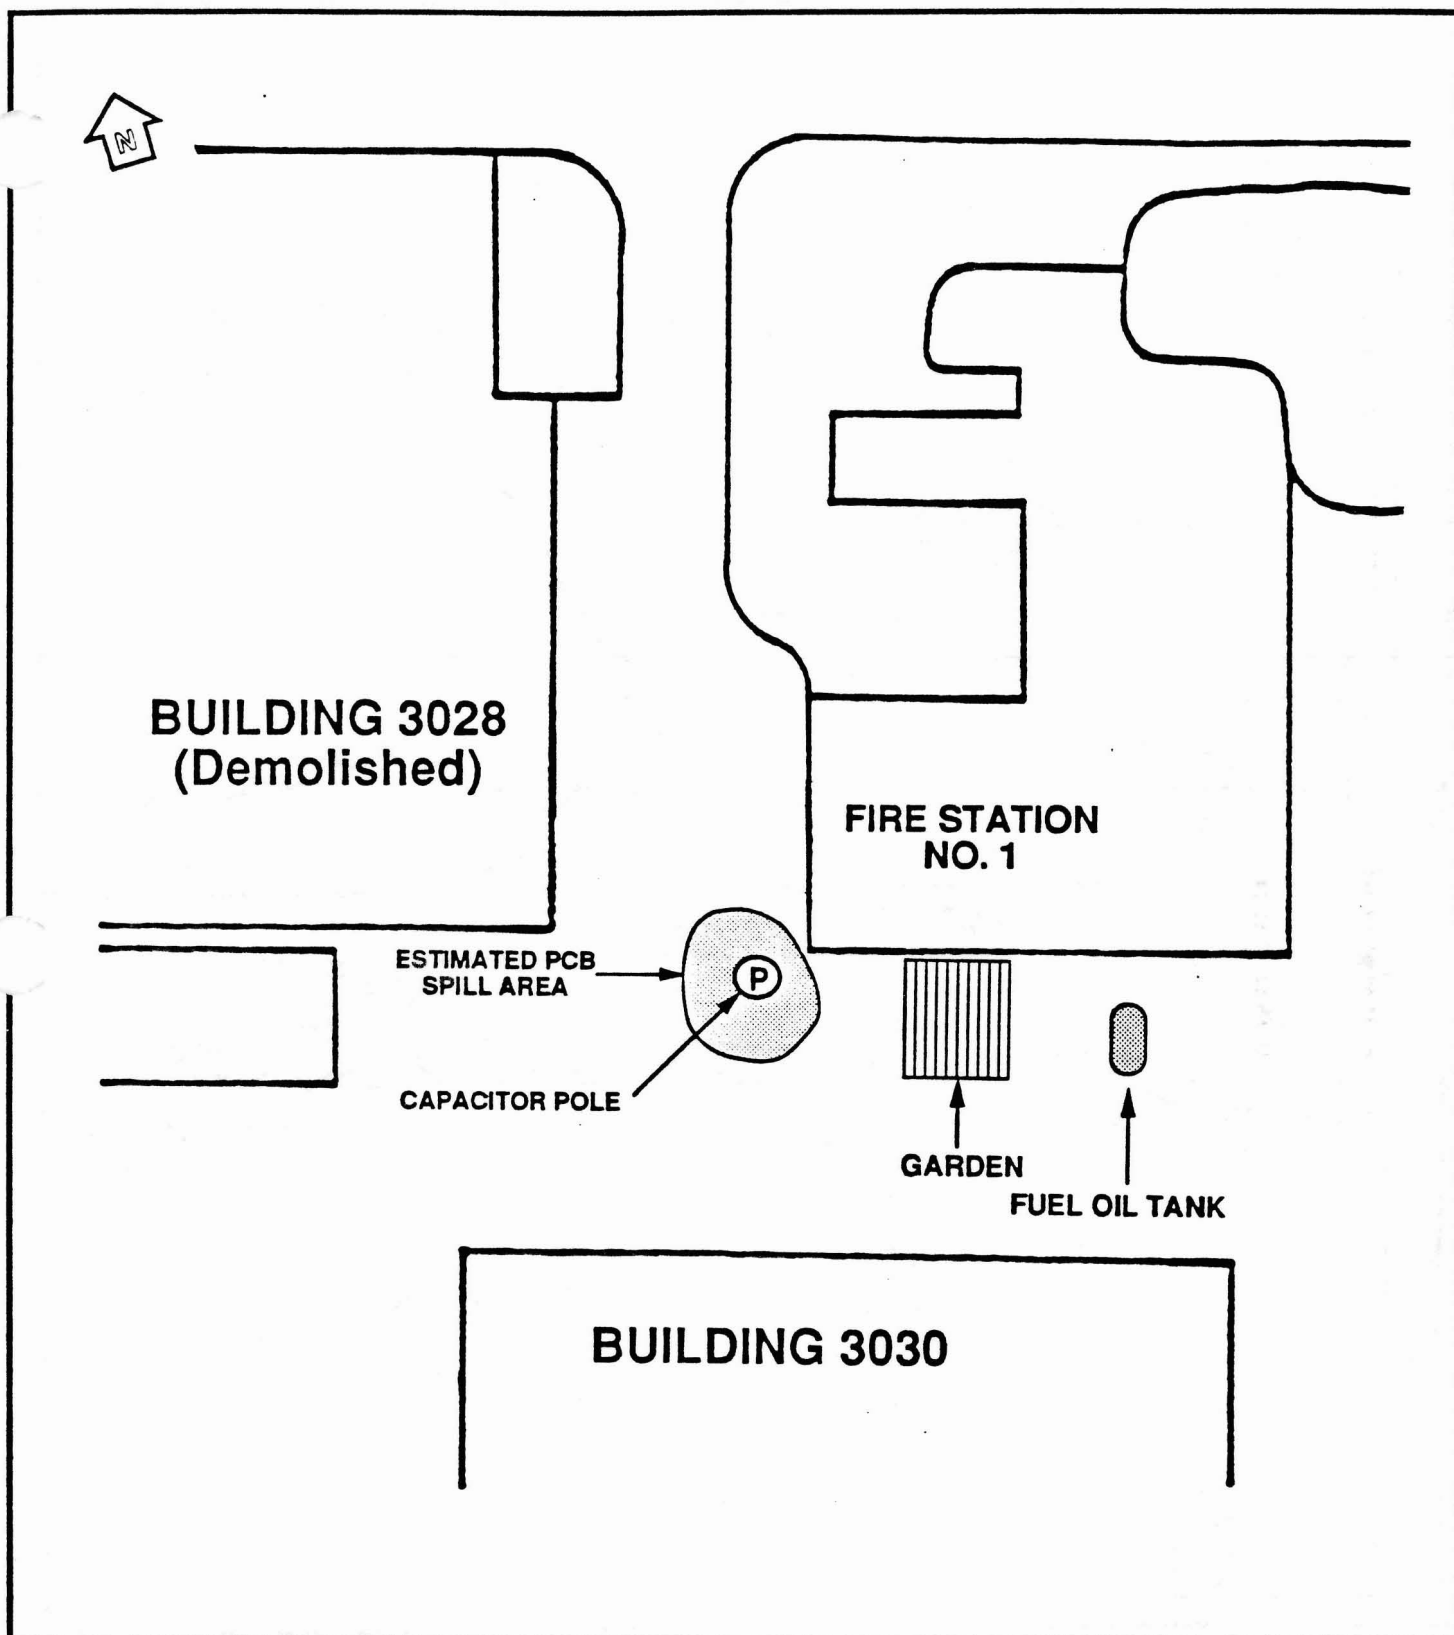 N
BUILDING 3028
(Demolished)
FIRE STATION
NO. 1
ESTIMATED PCB
SPILL AREA
P
CAPACITOR POLE
GARDEN
FUEL OIL TANK
BUILDING 3030